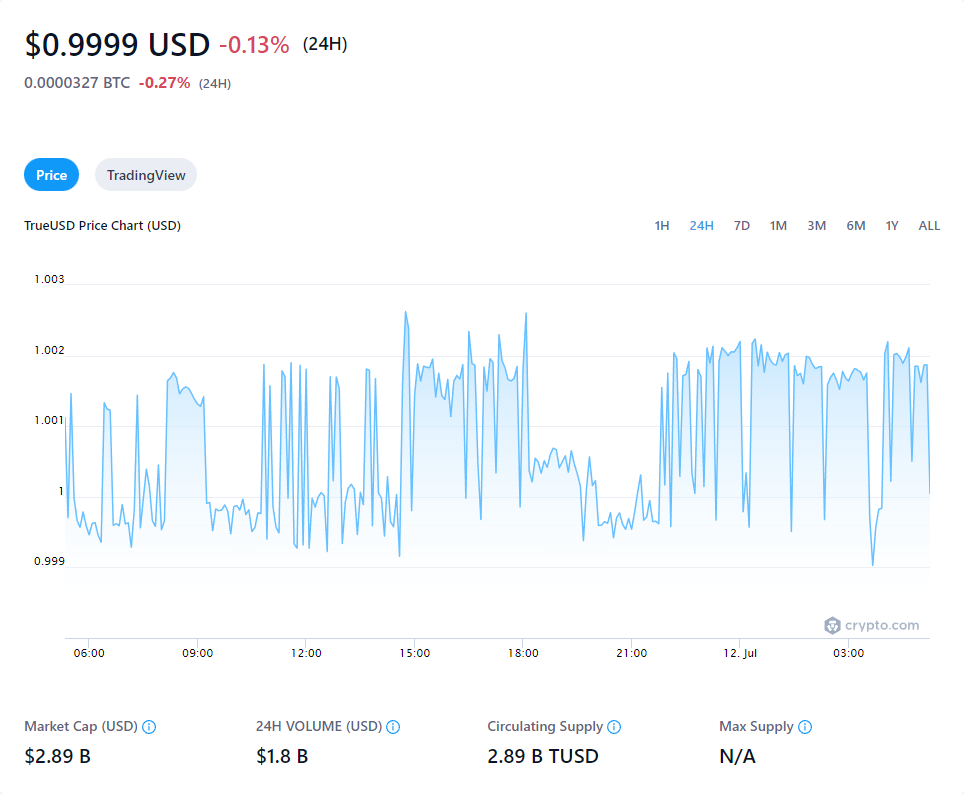 $0.9999 USD -0.13% (24H)
0.0000327 BTC -0.27% (24H)
Price TradingView
TrueUSD Price Chart (USD) 1H 24H 7D 1M 3M 6M 1Y ALL
1.003
1.002
1.001
1
0.999
crypto.com
06:00 09:00 12:00 15:00 18:00 21:00 12. Jul 03:00
Market Cap (USD) 24H VOLUME (USD) Circulating Supply Max Supply
$2.89 B $1.8 B 2.89 B TUSD N/A